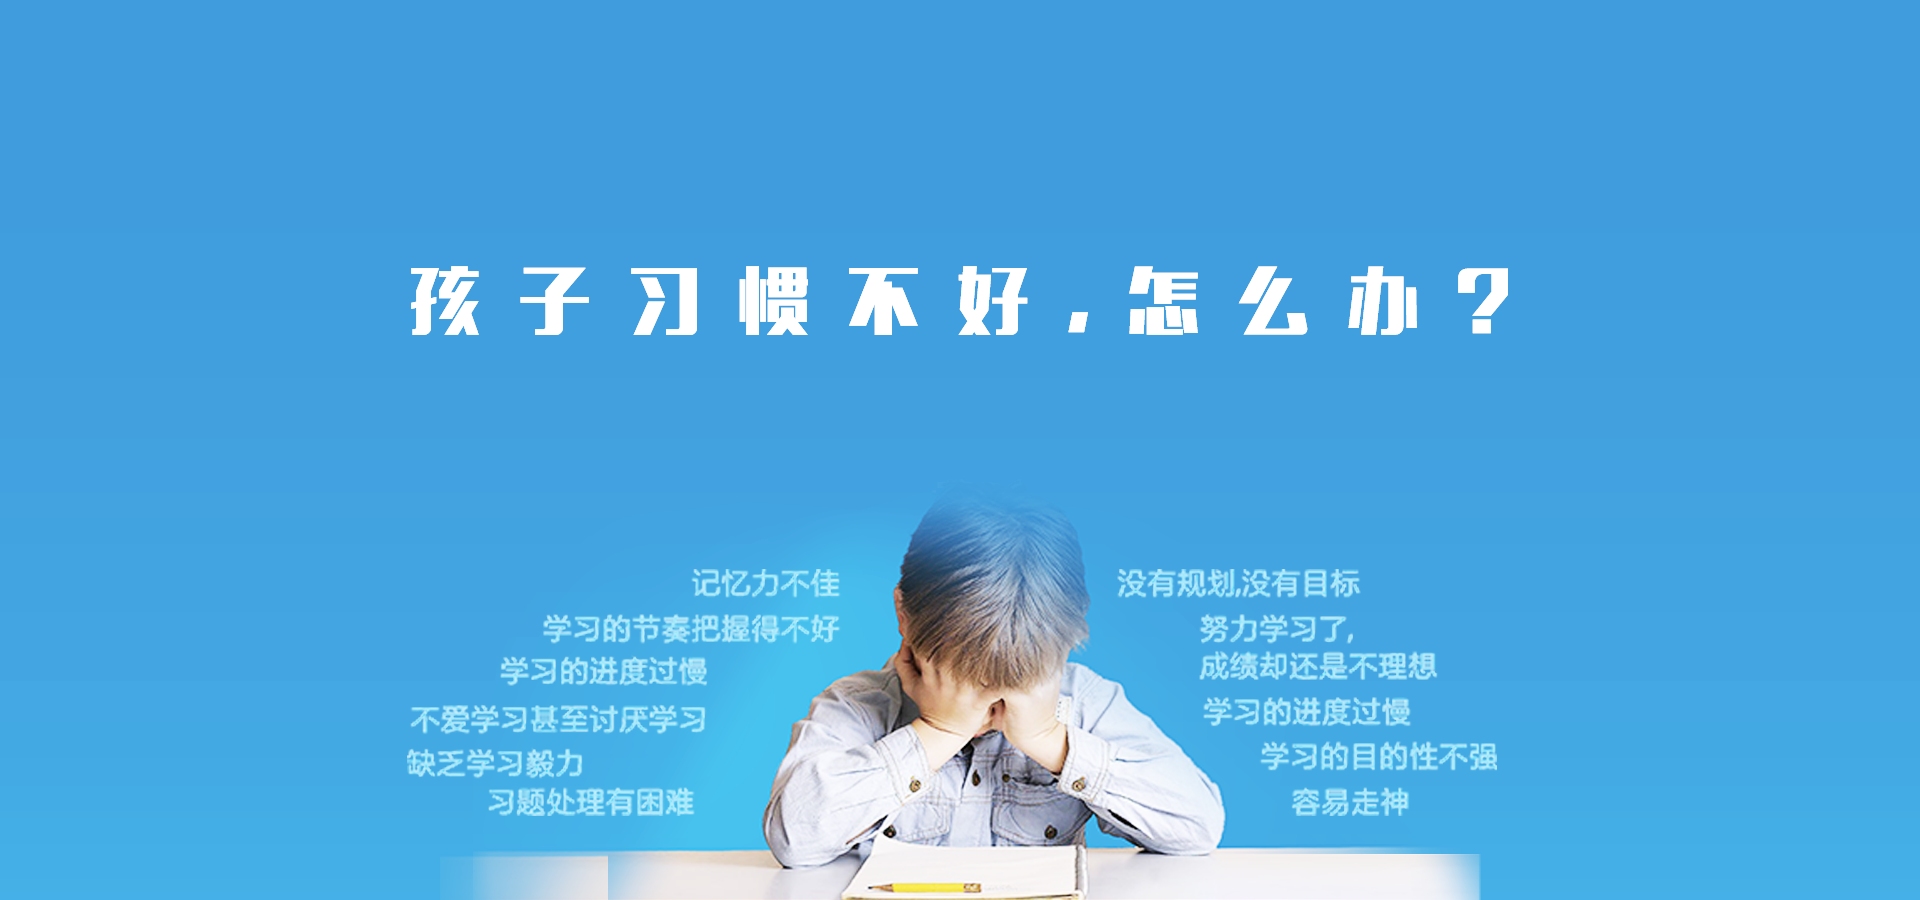 孩子习惯不好,怎么办?
记忆力不佳
学习的节奏把握得不好
学习的进度过慢
不爱学习甚至讨厌学习
缺乏学习毅力
习题处理有困难
没有规划,没有目标
努力学习了,
成绩却还是不理想
学习的进度过慢
学习的目的性不强
容易走神